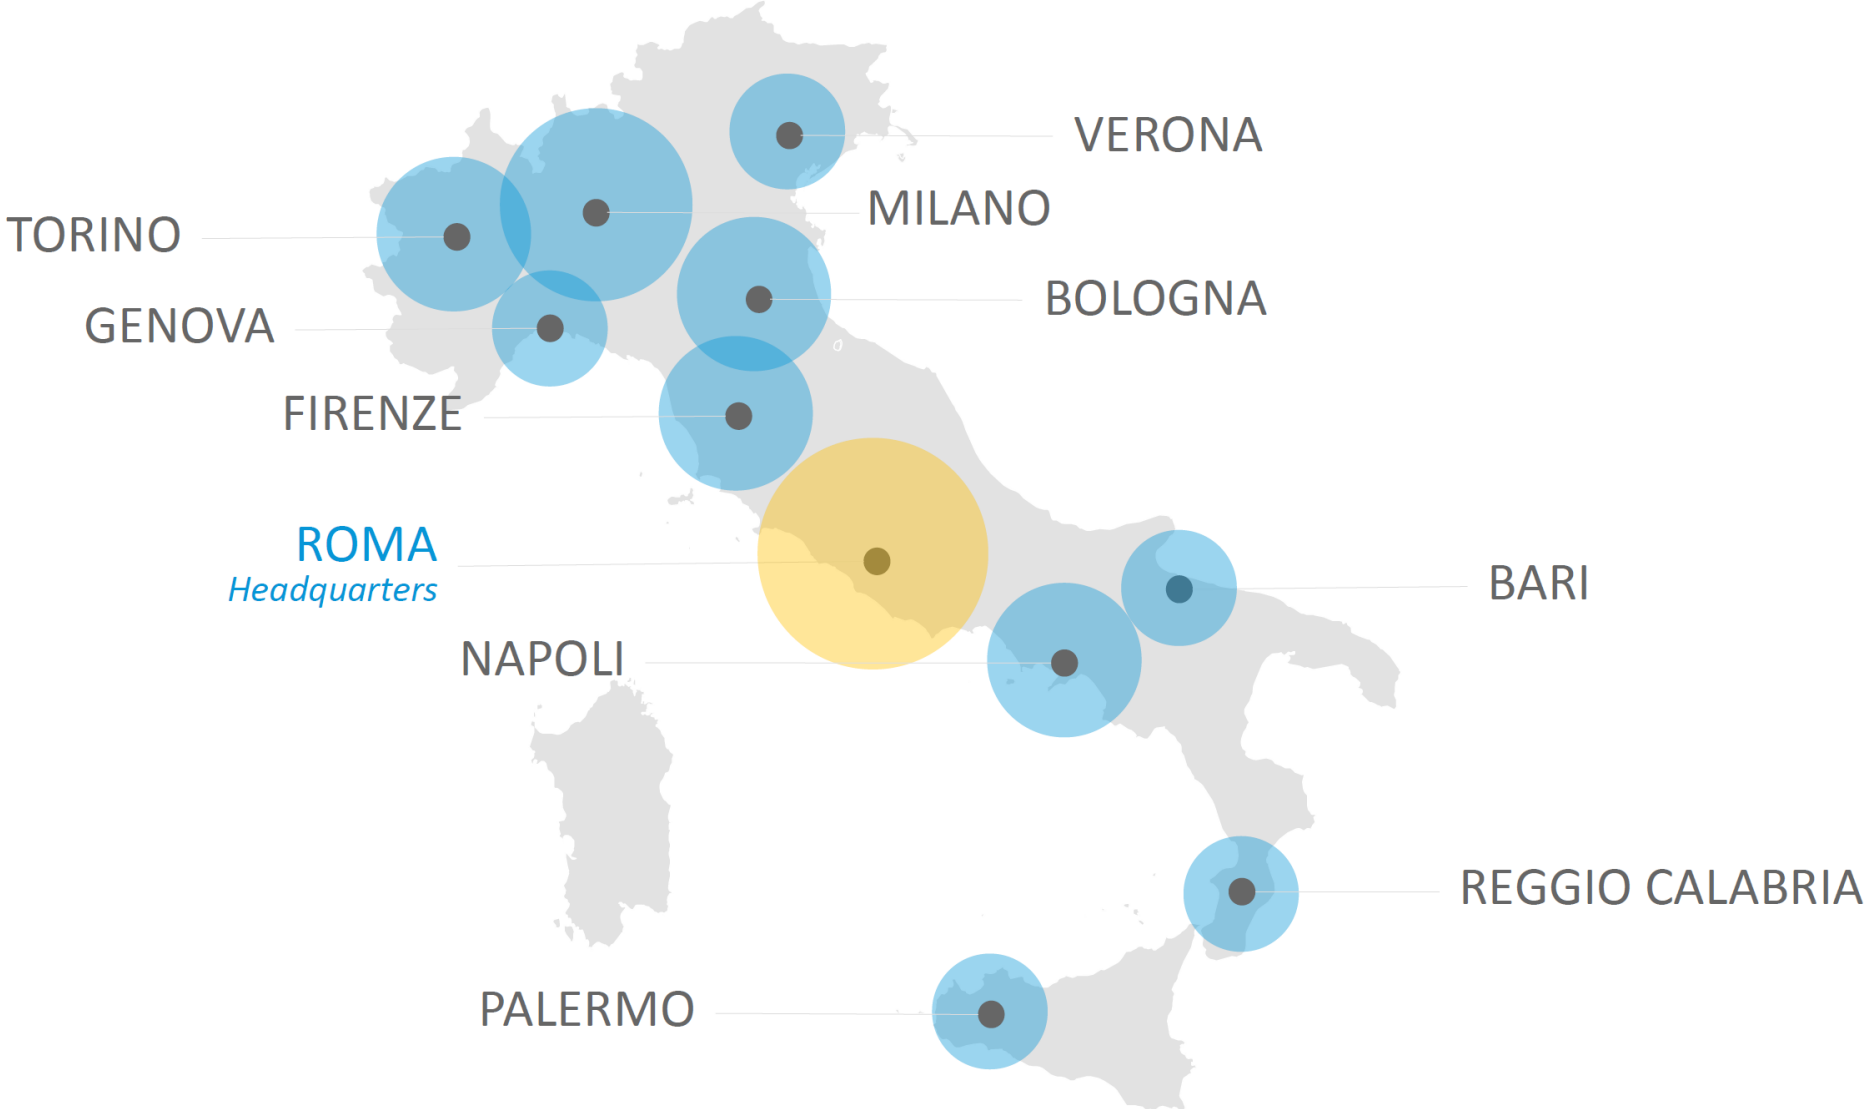 VERONA
MILANO
TORINO
BOLOGNA
GENOVA
FIRENZE
ROMA
Headquarters
BARI
NAPOLI
REGGIO CALABRIA
PALERMO